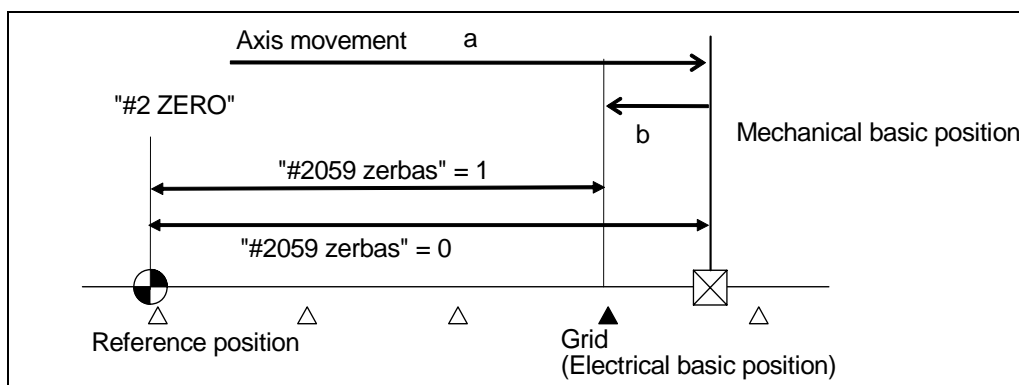 Axis movement a
"#2 ZERO"
b
Mechanical basic position
"#2059 zerbas" = 1
"#2059 zerbas" = 0
Reference position
Grid
(Electrical basic position)